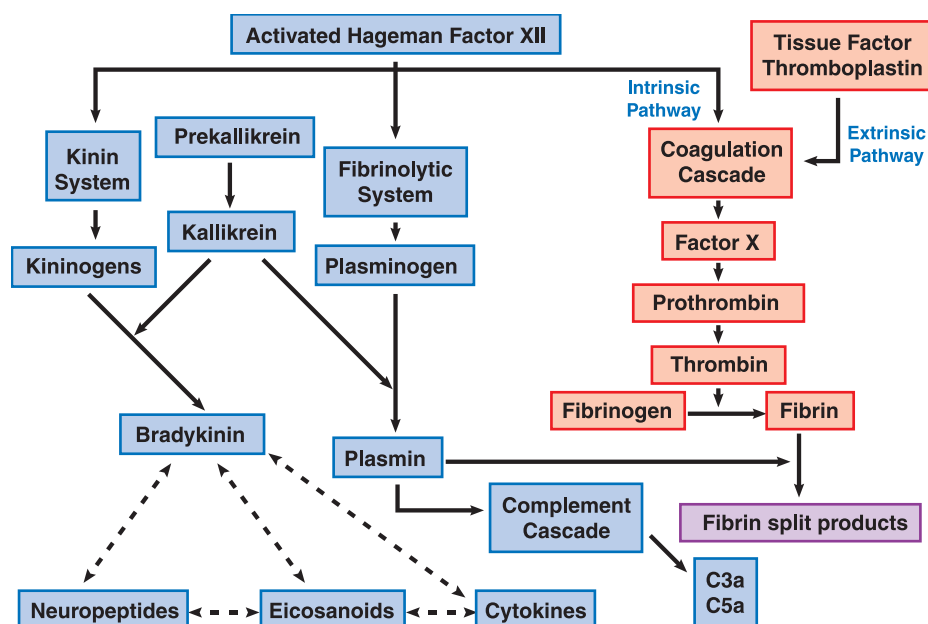 Activated Hageman Factor XII
Tissue Factor
Thromboplastin
Intrinsic
Pathway
Extrinsic
Pathway
Kinin
System
Prekallikrein
Fibrinolytic
System
Coagulation
Cascade
Kallikrein
Factor X
Kininogens
Plasminogen
Prothrombin
Thrombin
Fibrinogen
Fibrin
Bradykinin
Plasmin
Complement
Cascade
Fibrin split products
C3a
C5a
Neuropeptides
Eicosanoids
Cytokines